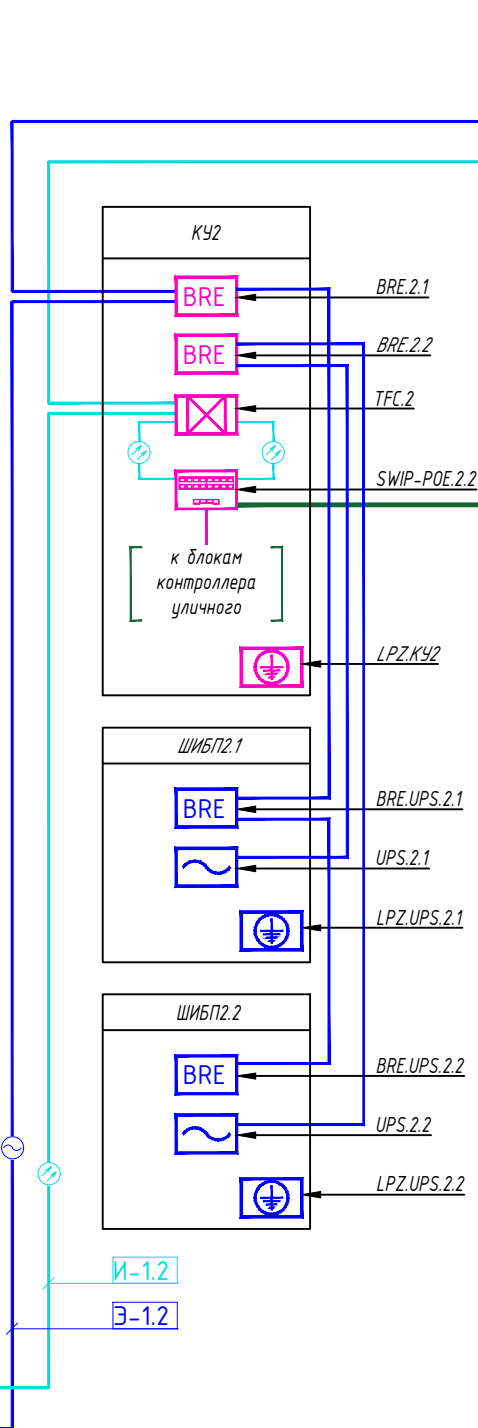 КУ2
BRE
BRE.2.1
BRE
BRE.2.2
TFC.2
SWIP-POE.2.2
к блокам
контроллера
уличного
LPZ.КУ2
ШИБП2.1
BRE
BRE.UPS.2.1
UPS.2.1
LPZ.UPS.2.1
ШИБП2.2
BRE
BRE.UPS.2.2
UPS.2.2
LPZ.UPS.2.2
И-1.2
Э-1.2